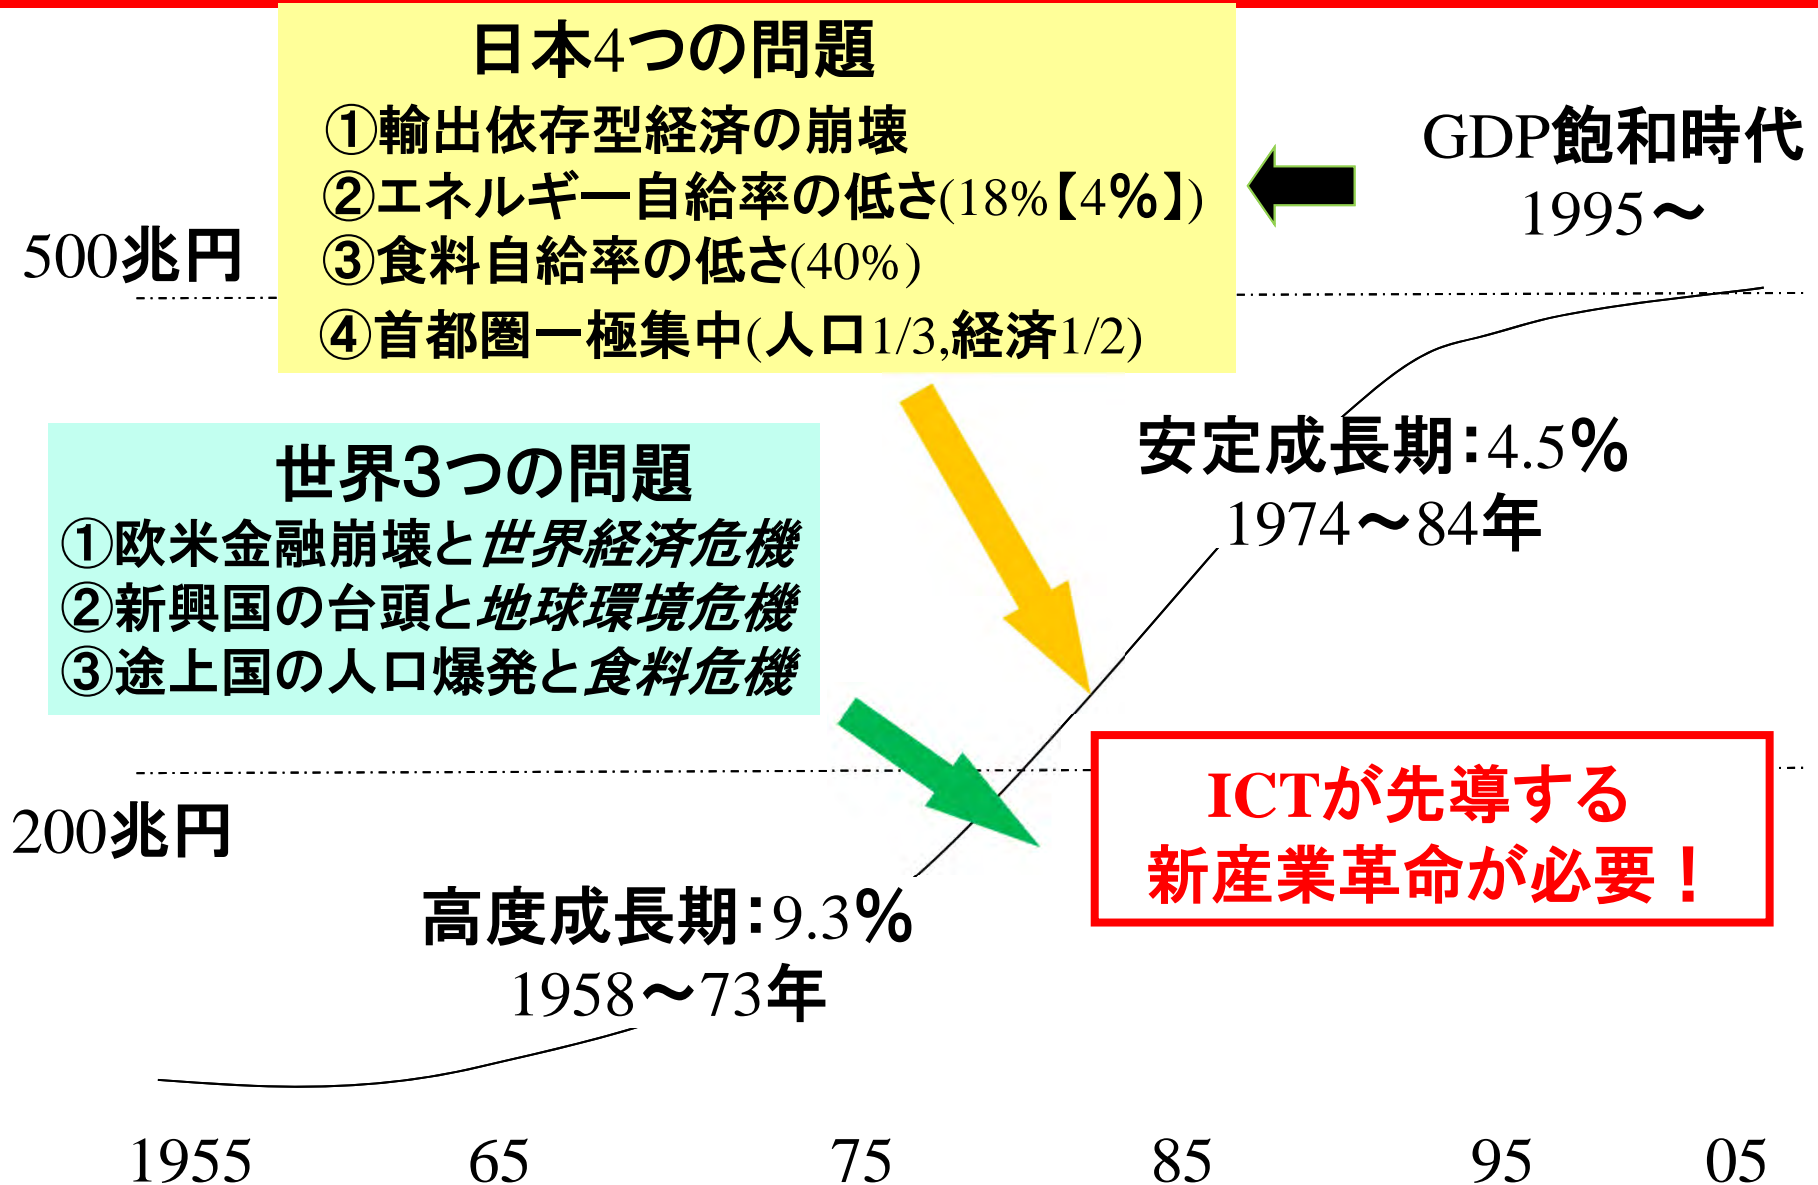 日本4つの問題
①輸出依存型経済の崩壊
②エネルギー自給率の低さ(18%【4％】)
③食料自給率の低さ(40%)
④首都圏一極集中(人口1/3,経済1/2)
GDP飽和時代
1995～
500兆円
世界3つの問題
①欧米金融崩壊と世界経済危機
②新興国の台頭と地球環境危機
③途上国の人口爆発と食料危機
安定成長期：4.5％
1974～84年
200兆円
ICTが先導する
新産業革命が必要！
高度成長期：9.3％
1958～73年
1955 65 75 85 95 05